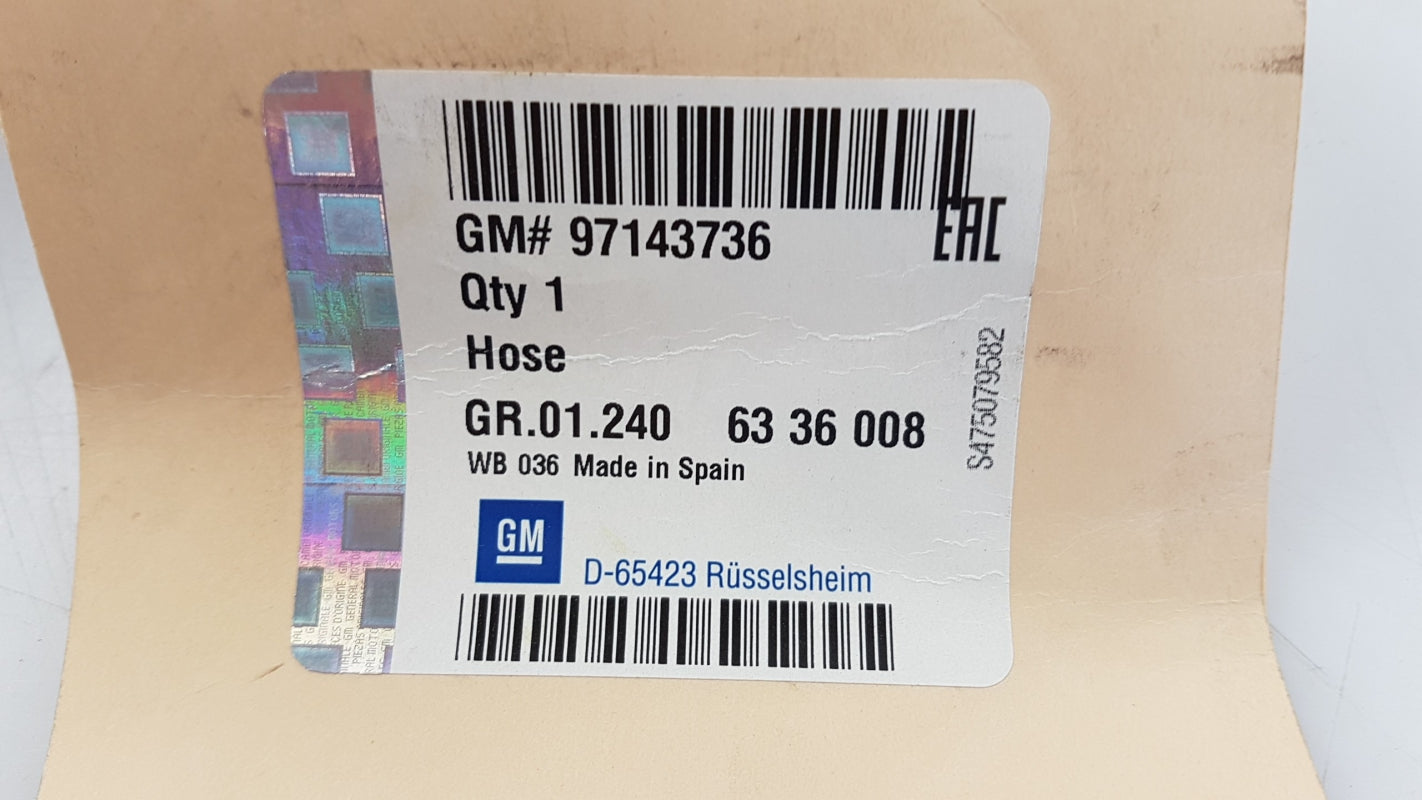 EAC
GM# 97143736
Qty 1
Hose
GR.01.240 63 36 008
WB 036 Made in Spain
S475079582
GM
D-65423 Rüsselsheim